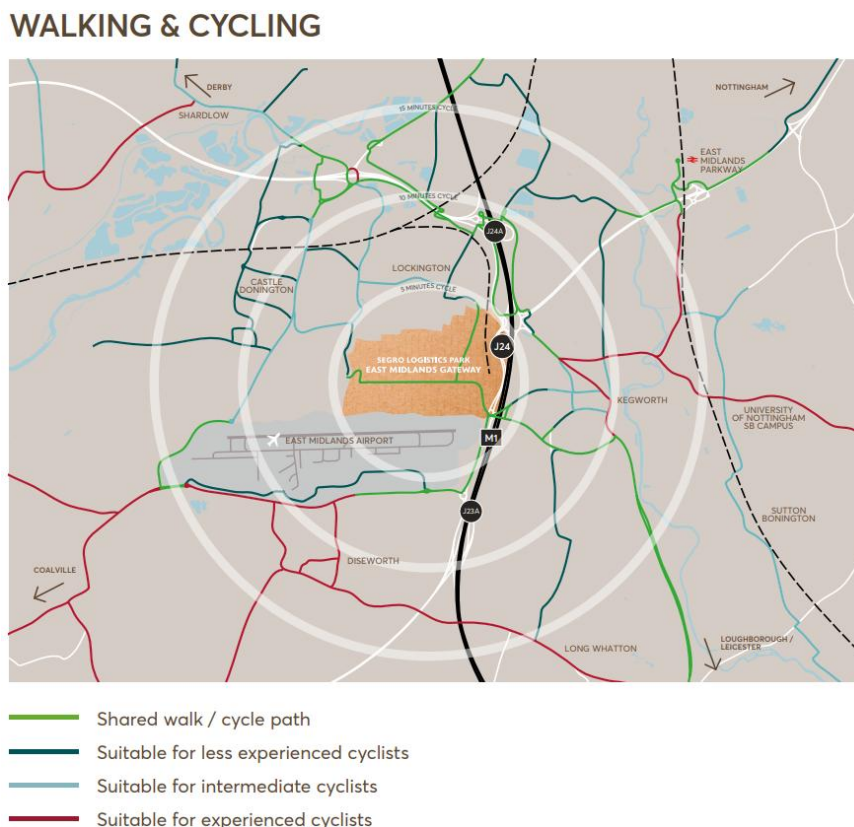 WALKING & CYCLING
DERBY
SHARDLOW
15 MINUTES CYCLE
NOTTINGHAM
EAST
MIDLANDS
PARKWAY
10 MINUTES CYCLE
J24A
LOCKINGTON
CASTLE
DONINGTON
5 MINUTES CYCLE
J24
SEGRO LOGISTICS PARK
EAST MIDLANDS GATEWAY
KEGWORTH
UNIVERSITY
OF NOTTINGHAM
SB CAMPUS
EAST MIDLANDS AIRPORT
M1
J23A
SUTTON
BONINGTON
DISEWORTH
COALVILLE
LONG WHATTON
LOUGHBOROUGH /
LEICESTER
Shared walk / cycle path
Suitable for less experienced cyclists
Suitable for intermediate cyclists
Suitable for experienced cyclists